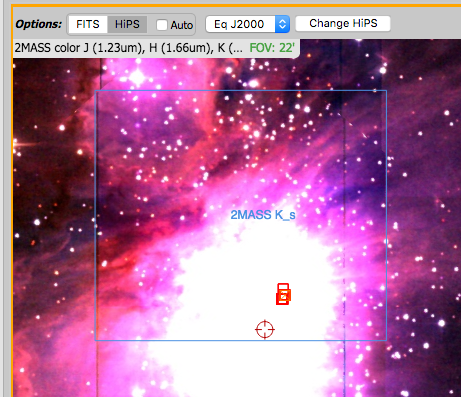 Options: FITS HiPS Auto Eq J2000 Change HiPS
2MASS color J (1.23um), H (1.66um), K (... FOV: 22'
2MASS K_s